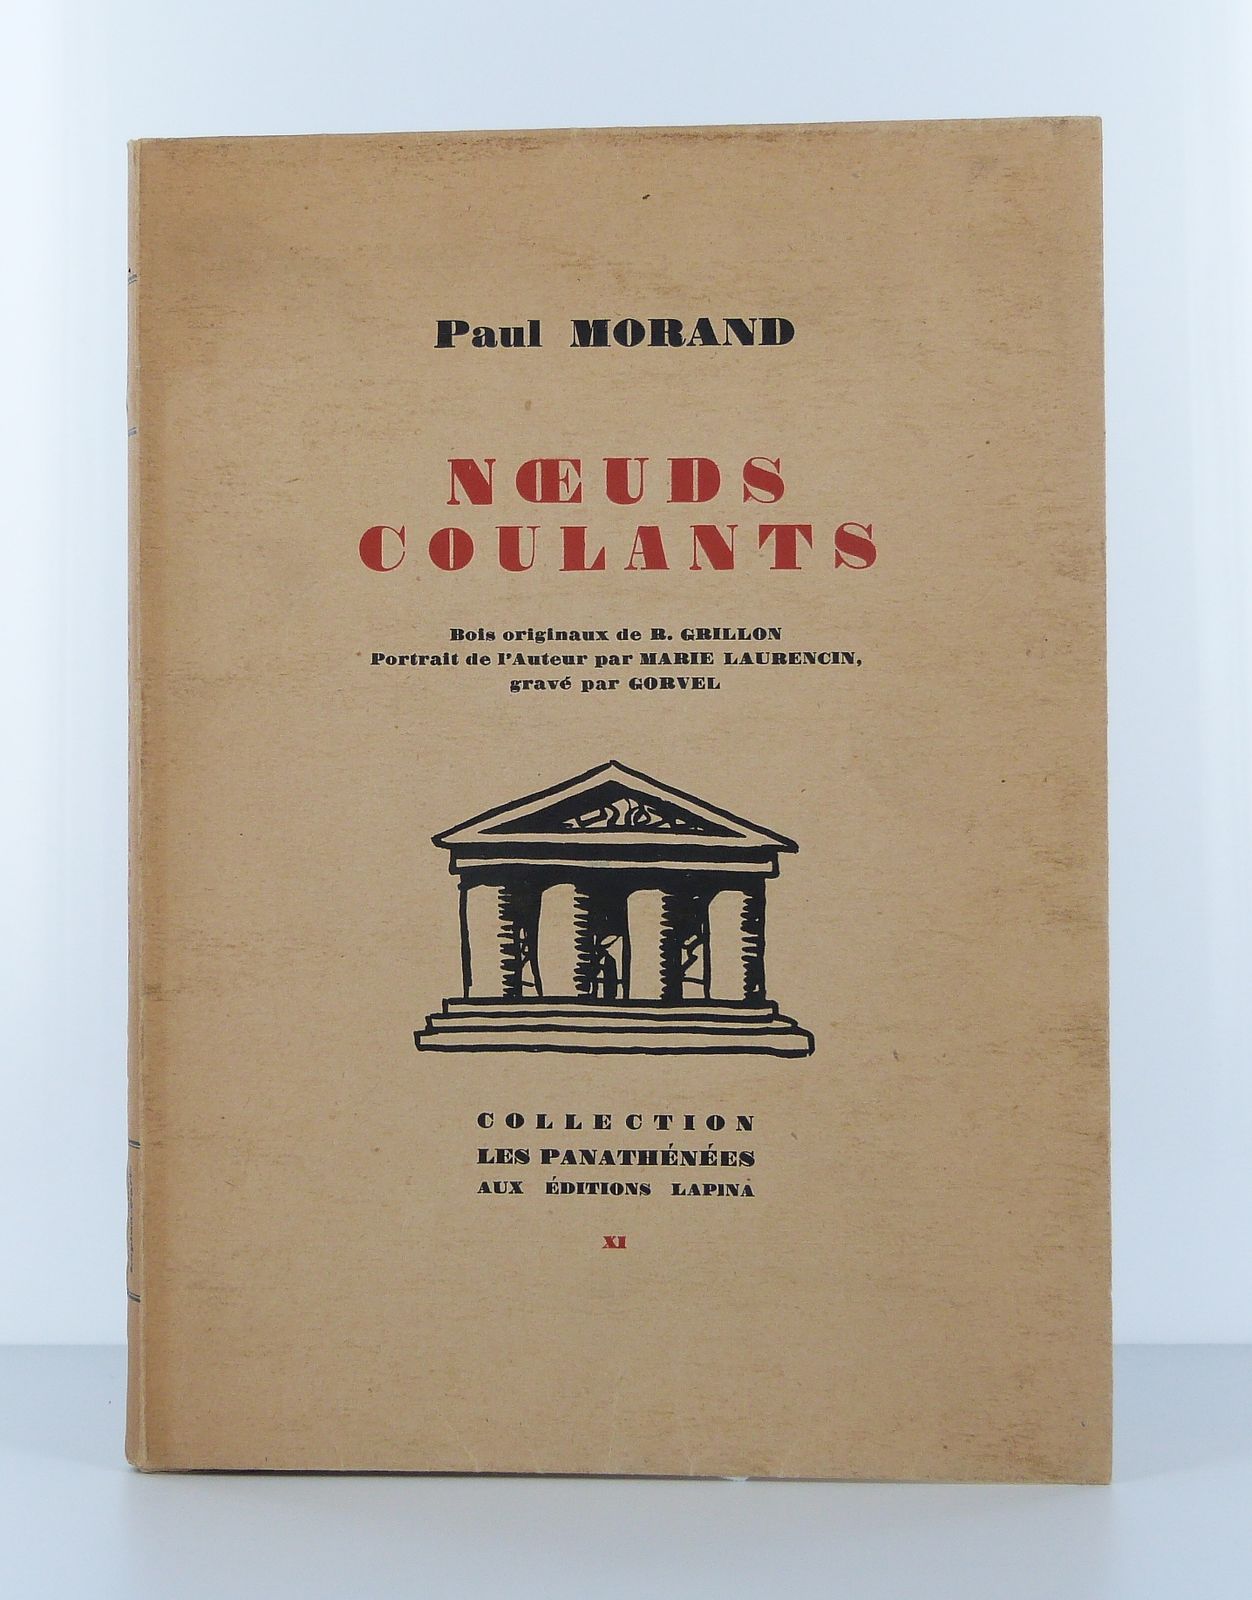 Paul MORAND
NŒUDS
COULANTS
Bois originaux de R. GRILLON
Portrait de l'Auteur par MARIE LAURENCIN,
gravé par GORVEL
COLLECTION
LES PANATHÉNÉES
AUX ÉDITIONS LAPINA
XI